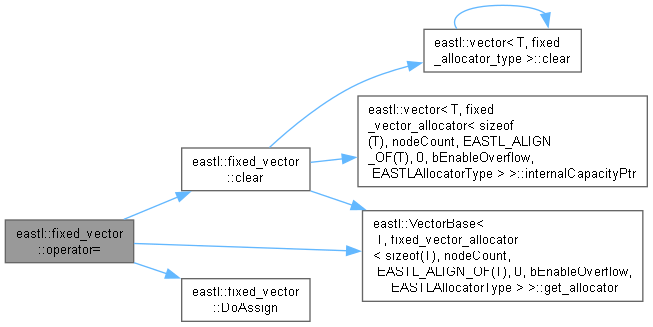 eastl::vector< T, fixed
_allocator_type >::clear
eastl::vector< T, fixed
_vector_allocator< sizeof
(T), nodeCount, EASTL_ALIGN
_OF(T), 0, bEnableOverflow,
EASTLAllocatorType > >::internalCapacityPtr
eastl::fixed_vector
::clear
eastl::fixed_vector
::operator=
eastl::VectorBase<
T, fixed_vector_allocator
< sizeof(T), nodeCount,
EASTL_ALIGN_OF(T), 0, bEnableOverflow,
EASTLAllocatorType > >::get_allocator
eastl::fixed_vector
::DoAssign